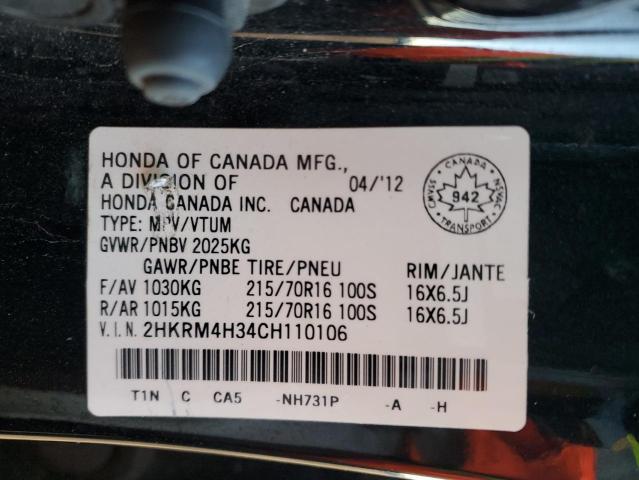 HONDA OF CANADA MFG.,
A DIVISION OF 04/'12
HONDA CANADA INC. CANADA
TYPE: MPV/VTUM
GVWR/PNBV 2025KG
GAWR/PNBE TIRE/PNEU RIM/JANTE
F/AV 1030KG 215/70R16 100S 16X6.5J
R/AR 1015KG 215/70R16 100S 16X6.5J
V.I.N. 2HKRM4H34CH110106
T1N C CA5 -NH731P -A -H
CANADA
CMVSS 942 NSVAC
TRANSPORT